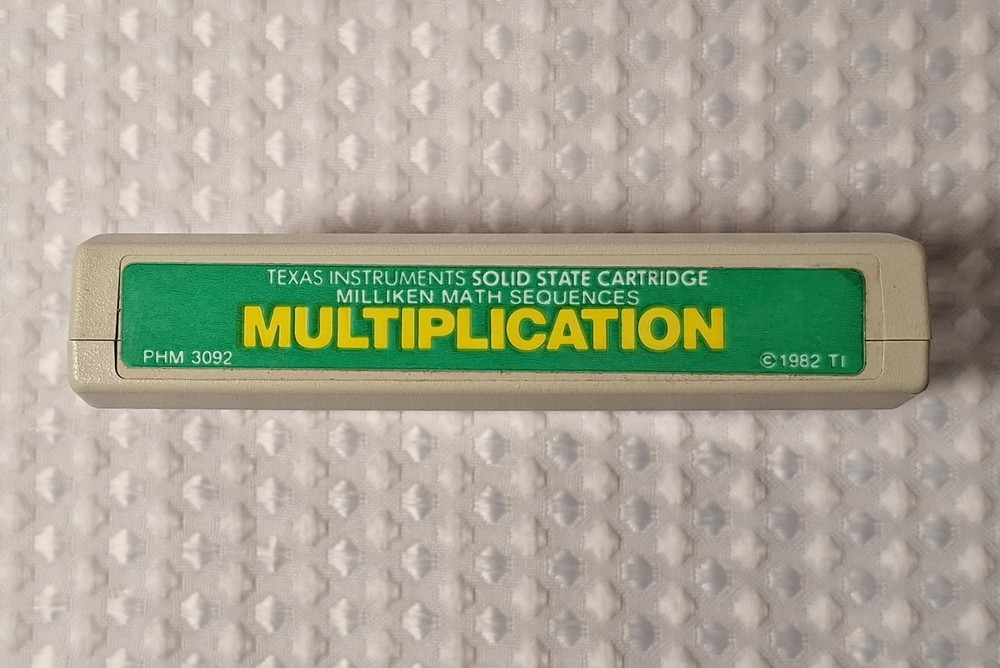 TEXAS INSTRUMENTS SOLID STATE CARTRIDGE
MILLIKEN MATH SEQUENCES
MULTIPLICATION
PHM 3092
©1982 TI